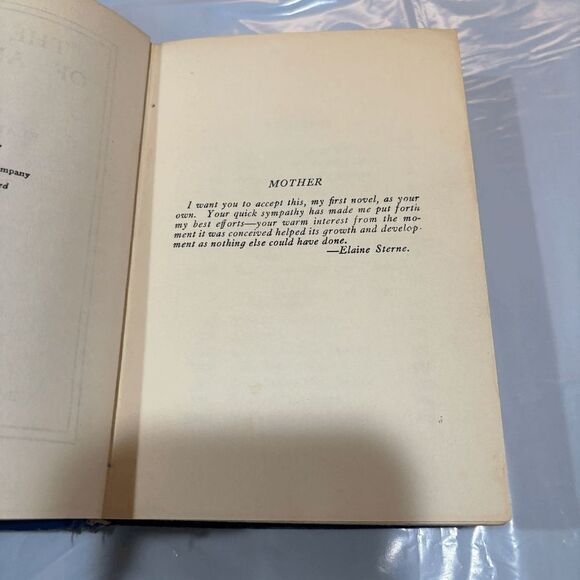 mpany
rd
MOTHER
I want you to accept this, my first novel, as your
own. Your quick sympathy has made me put forth
my best efforts—your warm interest from the mo-
ment it was conceived helped its growth and develop-
ment as nothing else could have done.
—Elaine Sterne.